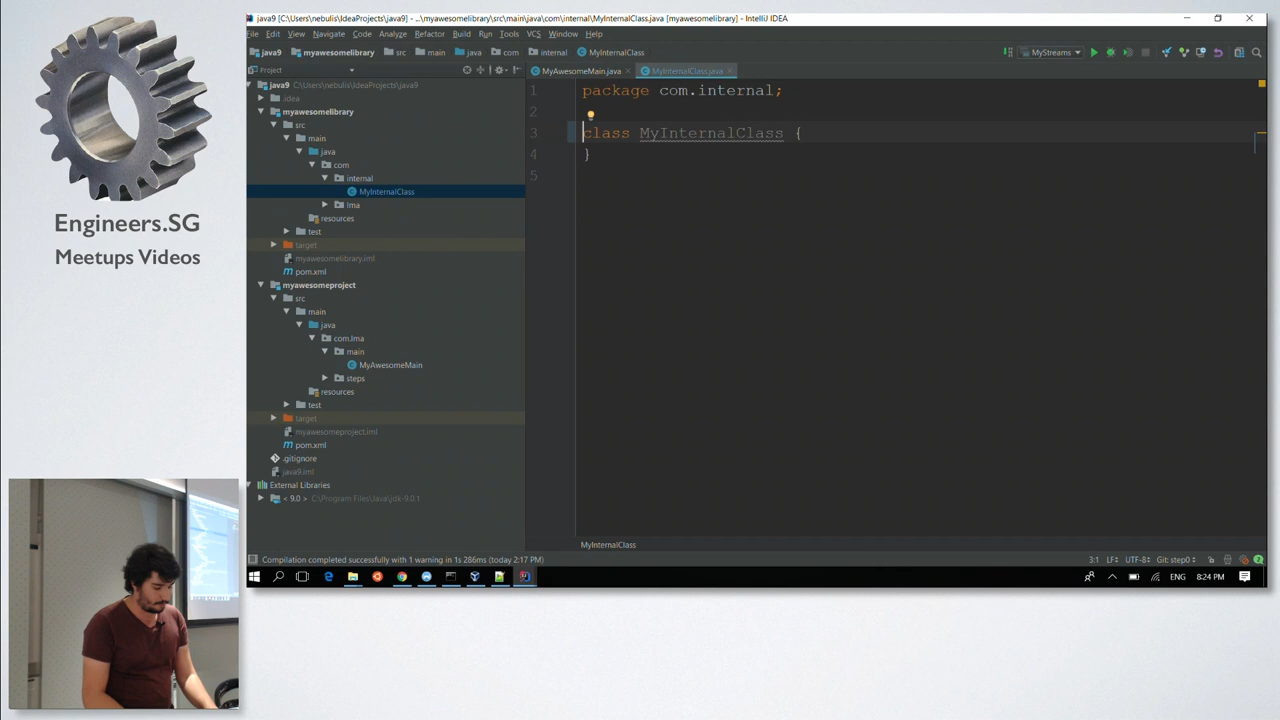 Engineers.SG
Meetups Videos
java9 [C:\Users\nebulis\IdeaProjects\java9] - ...\myawesomelibrary\src\main\java\com\internal\MyInternalClass.java [myawesomelibrary] - IntelliJ IDEA
File Edit View Navigate Code Analyze Refactor Build Run Tools VCS Window Help
java9 myawesomelibrary src main java com internal MyInternalClass
MyStreams
Project
MyAwesomeMain.java MyInternalClass.java
java9 C:\Users\nebulis\IdeaProjects\java9
.idea
myawesomelibrary
src
main
java
com
internal
MyInternalClass
lma
resources
test
target
myawesomelibrary.iml
pom.xml
myawesomeproject
src
main
java
com.lma
main
MyAwesomeMain
steps
resources
test
target
myawesomeproject.iml
pom.xml
.gitignore
java9.iml
External Libraries
< 9.0 > C:\Program Files\Java\jdk-9.0.1
1 package com.internal;
2
3 class MyInternalClass {
4 }
5
MyInternalClass
Compilation completed successfully with 1 warning in 1s 286ms (today 2:17 PM)
3:1 LF UTF-8 Git: step0
ENG 8:24 PM